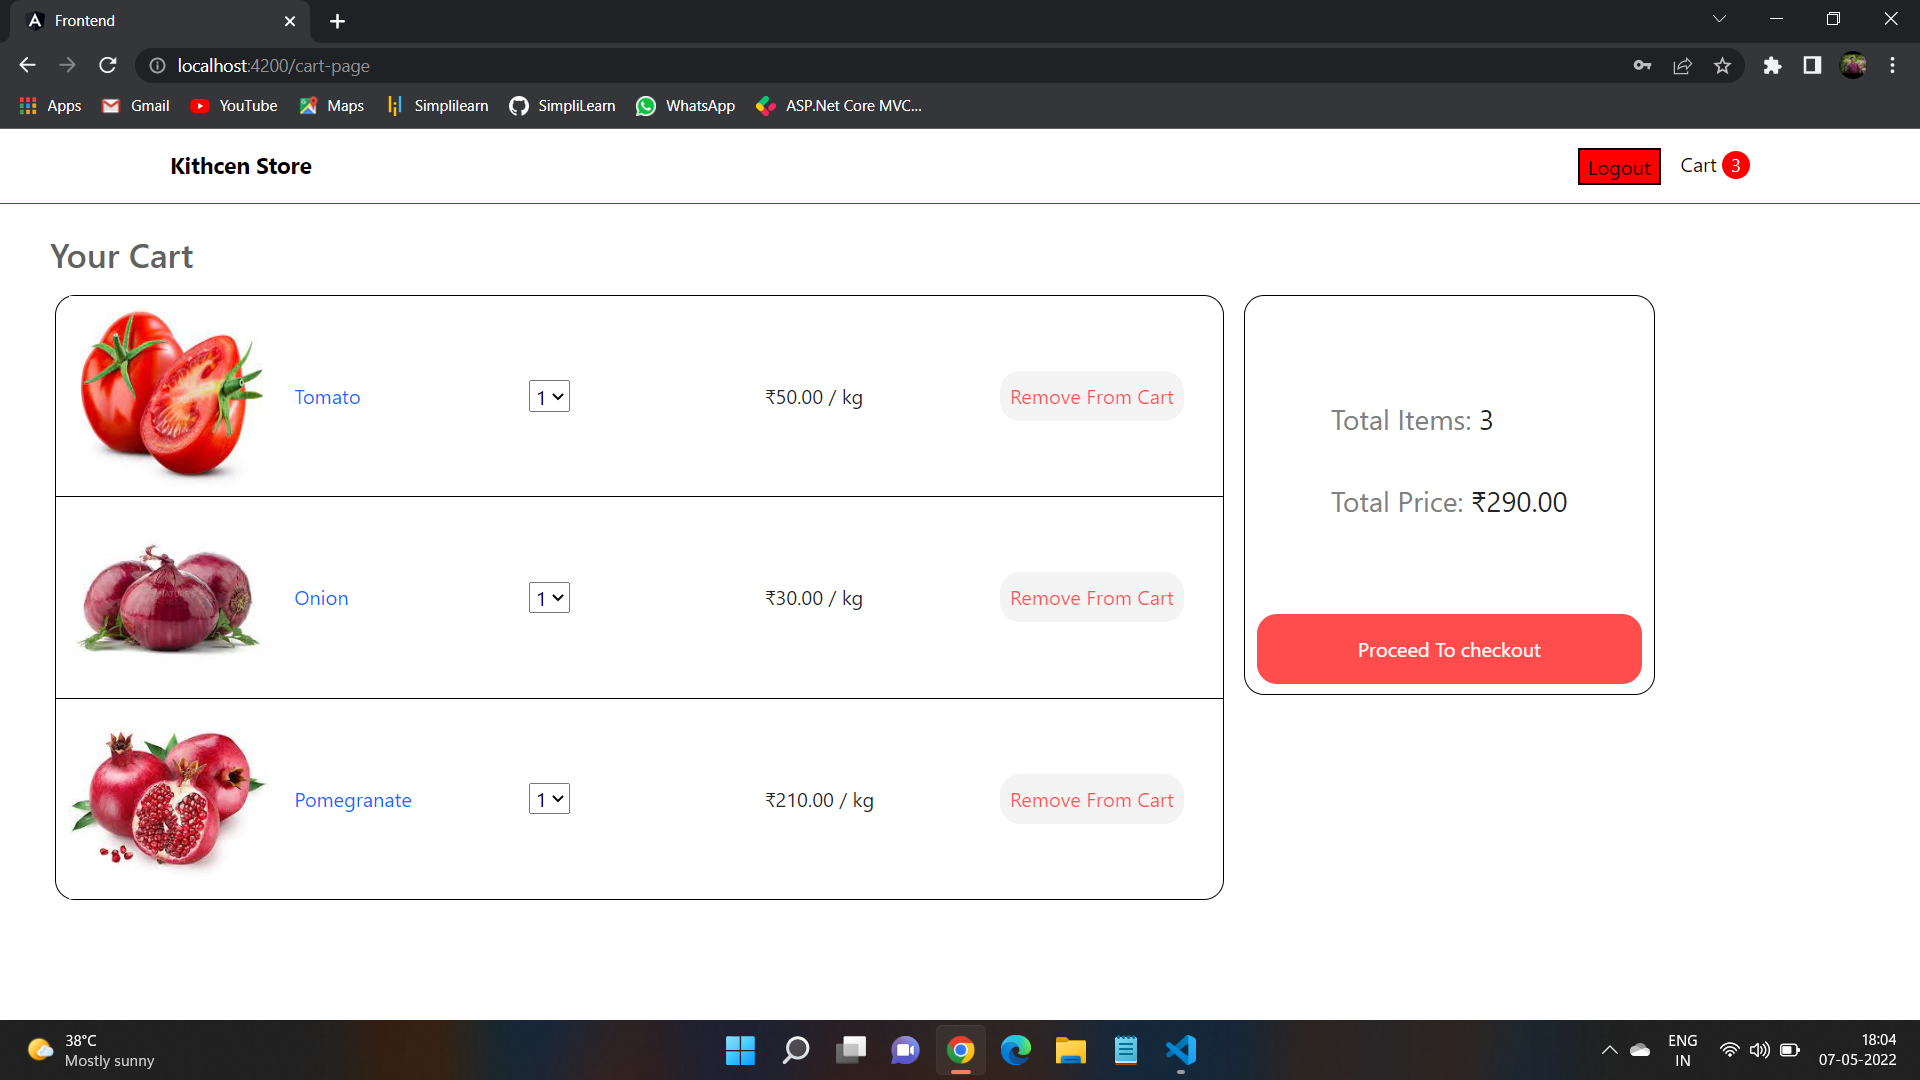 Frontend
localhost:4200/cart-page
Apps Gmail YouTube Maps Simplilearn SimpliLearn WhatsApp ASP.Net Core MVC...
Kithcen Store Logout Cart 3
Your Cart
Tomato 1 ₹50.00 / kg Remove From Cart
Onion 1 ₹30.00 / kg Remove From Cart
Pomegranate 1 ₹210.00 / kg Remove From Cart
Total Items: 3
Total Price: ₹290.00
Proceed To checkout
38°C
Mostly sunny
ENG
IN
18:04
07-05-2022